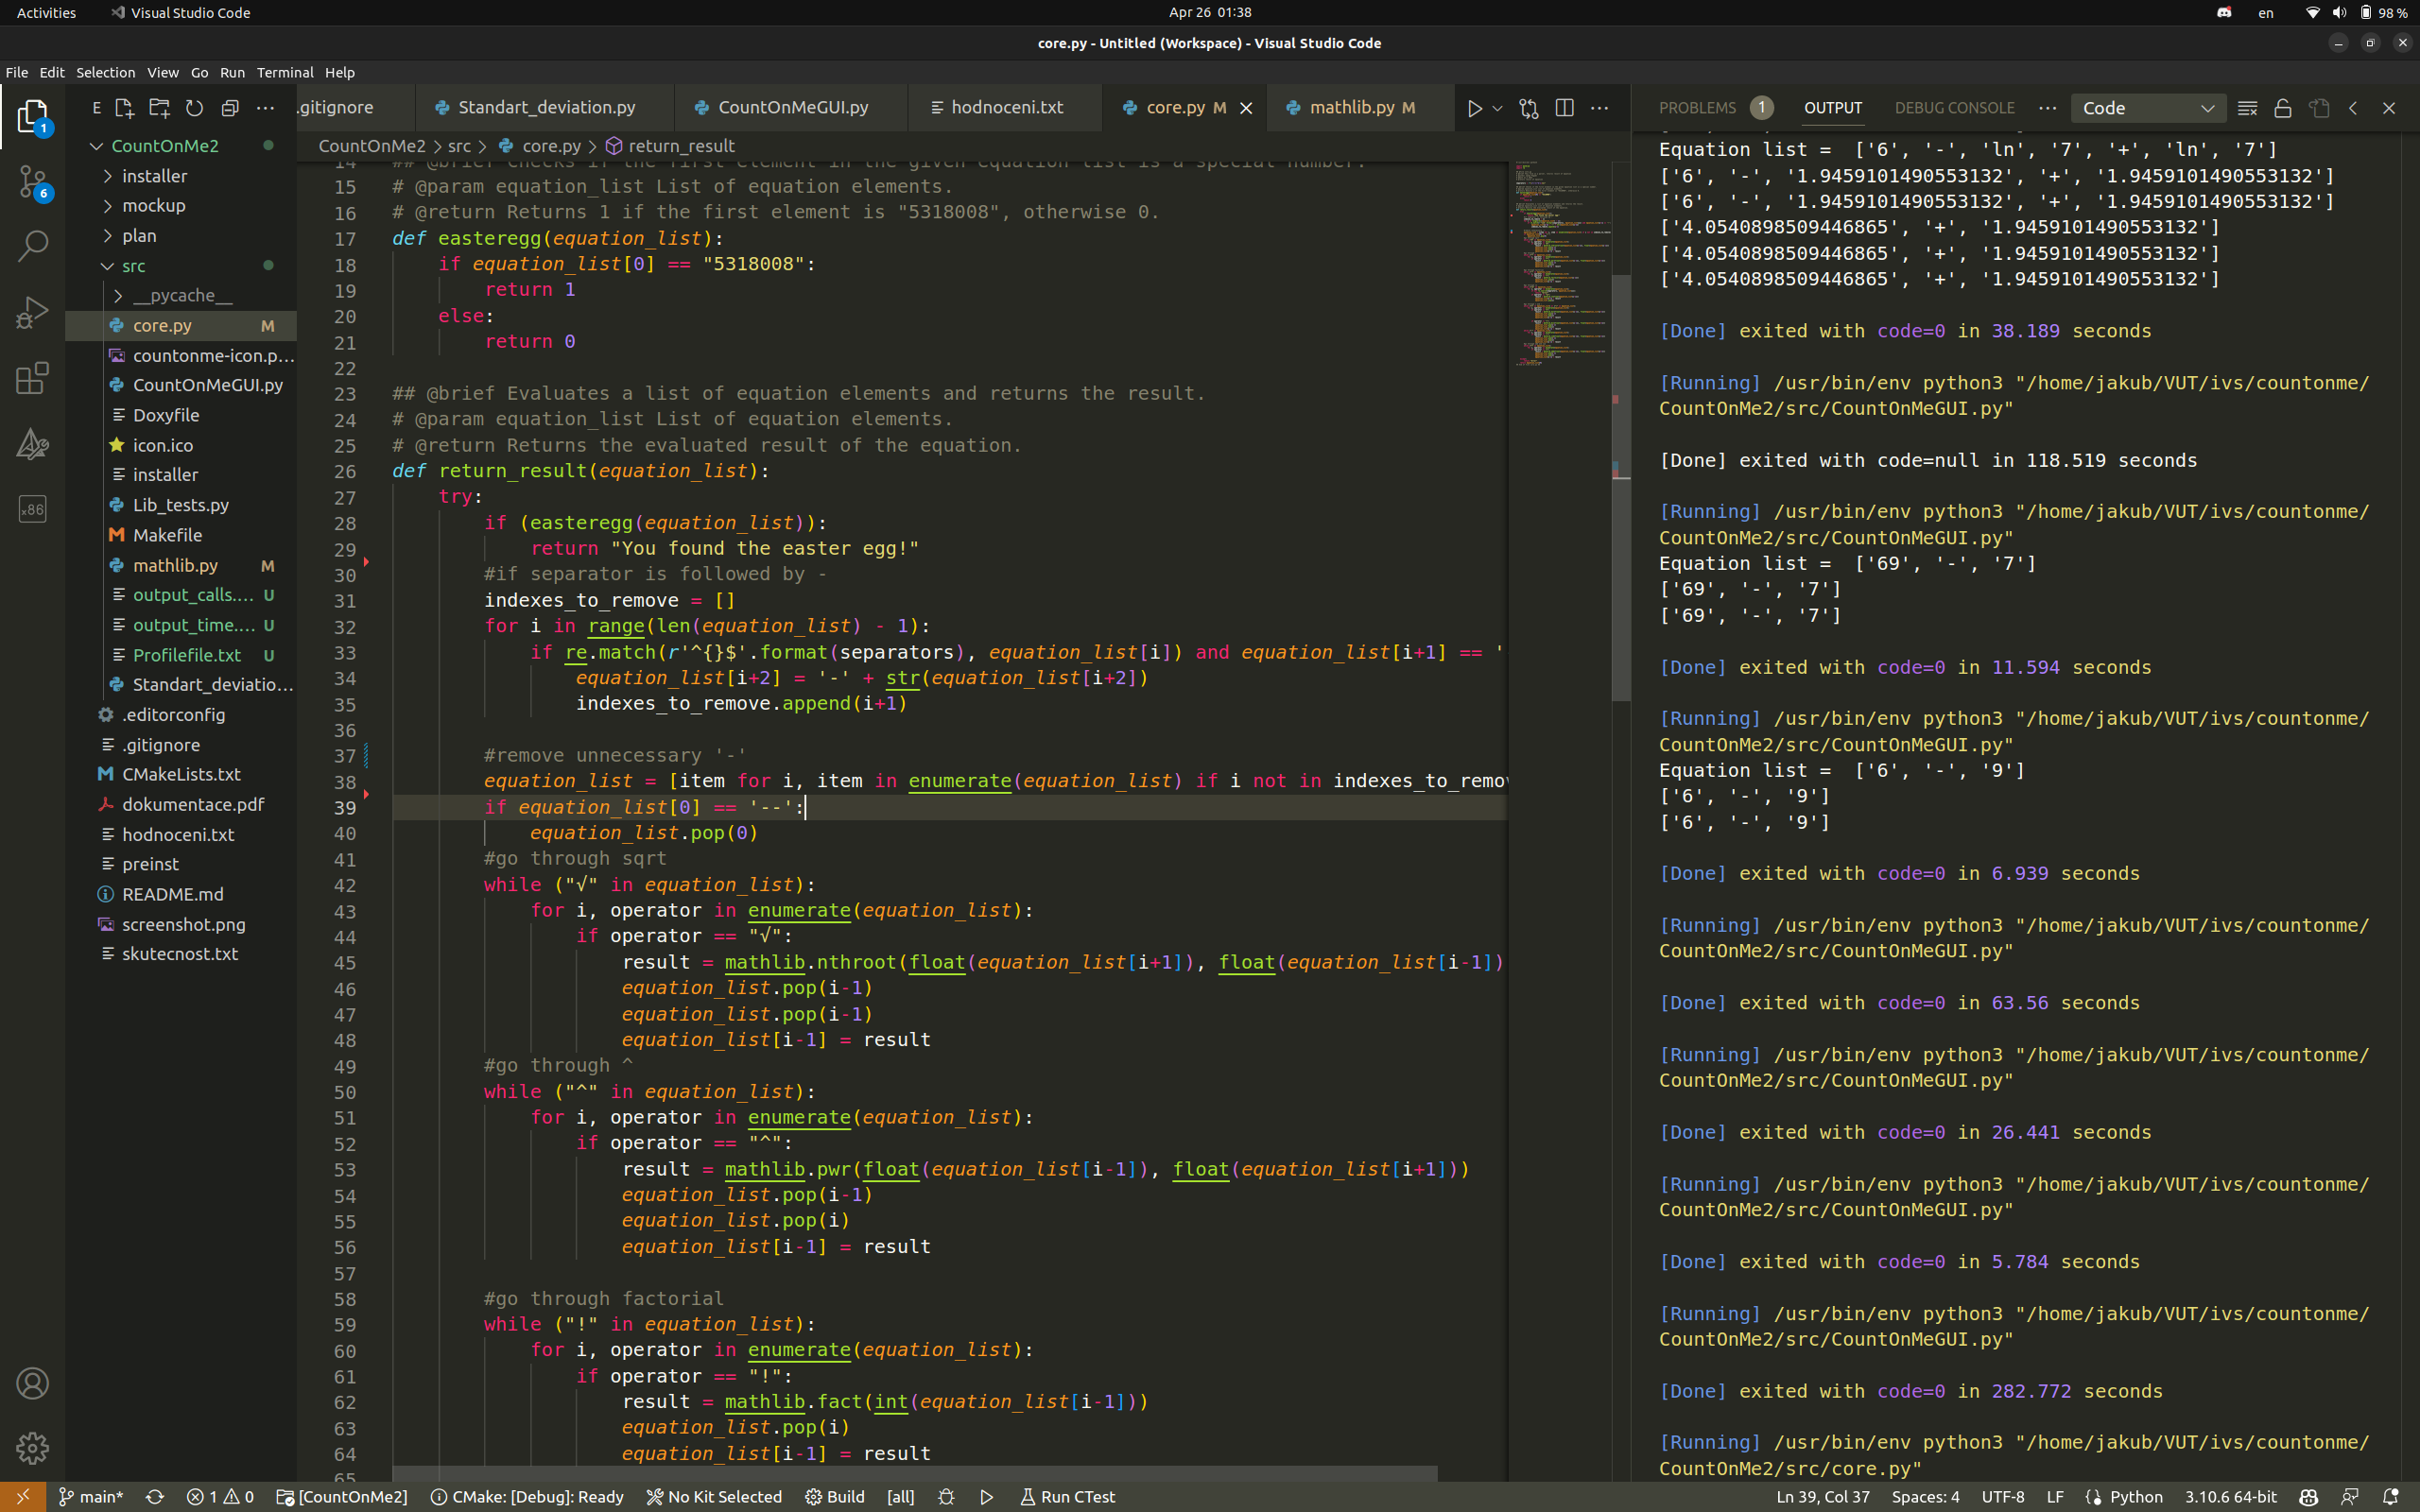 Activities
Visual Studio Code
Apr 26 01:38
en
98 %
core.py - Untitled (Workspace) - Visual Studio Code
File Edit Selection View Go Run Terminal Help
E
.gitignore
Standart_deviation.py
CountOnMeGUI.py
hodnoceni.txt
core.py M
mathlib.py M
PROBLEMS 1
OUTPUT
DEBUG CONSOLE
Code
CountOnMe2 > src > core.py > return_result
1
6
x86
CountOnMe2
installer
mockup
plan
src
__pycache__
core.py M
countonme-icon.p...
CountOnMeGUI.py
Doxyfile
icon.ico
installer
Lib_tests.py
Makefile
mathlib.py M
output_calls.... U
output_time.... U
Profilefile.txt U
Standart_deviatio...
.editorconfig
.gitignore
CMakeLists.txt
dokumentace.pdf
hodnoceni.txt
preinst
README.md
screenshot.png
skutecnost.txt
14 ## @brief Checks if the first element in the given equation list is a special number.
15 # @param equation_list List of equation elements.
16 # @return Returns 1 if the first element is "5318008", otherwise 0.
17 def easteregg(equation_list):
18 if equation_list[0] == "5318008":
19 return 1
20 else:
21 return 0
22
23 ## @brief Evaluates a list of equation elements and returns the result.
24 # @param equation_list List of equation elements.
25 # @return Returns the evaluated result of the equation.
26 def return_result(equation_list):
27 try:
28 if (easteregg(equation_list)):
29 return "You found the easter egg!"
30 #if separator is followed by -
31 indexes_to_remove = []
32 for i in range(len(equation_list) - 1):
33 if re.match(r'^{}$'.format(separators), equation_list[i]) and equation_list[i+1] == '
34 equation_list[i+2] = '-' + str(equation_list[i+2])
35 indexes_to_remove.append(i+1)
36
37 #remove unnecessary '-'
38 equation_list = [item for i, item in enumerate(equation_list) if i not in indexes_to_remov
39 if equation_list[0] == '--':
40 equation_list.pop(0)
41 #go through sqrt
42 while ("√" in equation_list):
43 for i, operator in enumerate(equation_list):
44 if operator == "√":
45 result = mathlib.nthroot(float(equation_list[i+1]), float(equation_list[i-1])
46 equation_list.pop(i-1)
47 equation_list.pop(i-1)
48 equation_list[i-1] = result
49 #go through ^
50 while ("^" in equation_list):
51 for i, operator in enumerate(equation_list):
52 if operator == "^":
53 result = mathlib.pwr(float(equation_list[i-1]), float(equation_list[i+1]))
54 equation_list.pop(i-1)
55 equation_list.pop(i)
56 equation_list[i-1] = result
57
58 #go through factorial
59 while ("!" in equation_list):
60 for i, operator in enumerate(equation_list):
61 if operator == "!":
62 result = mathlib.fact(int(equation_list[i-1]))
63 equation_list.pop(i)
64 equation_list[i-1] = result
65
Equation list = ['6', '-', 'ln', '7', '+', 'ln', '7']
['6', '-', '1.9459101490553132', '+', '1.9459101490553132']
['6', '-', '1.9459101490553132', '+', '1.9459101490553132']
['4.0540898509446865', '+', '1.9459101490553132']
['4.0540898509446865', '+', '1.9459101490553132']
['4.0540898509446865', '+', '1.9459101490553132']
[Done] exited with code=0 in 38.189 seconds
[Running] /usr/bin/env python3 "/home/jakub/VUT/ivs/countonme/
CountOnMe2/src/CountOnMeGUI.py"
[Done] exited with code=null in 118.519 seconds
[Running] /usr/bin/env python3 "/home/jakub/VUT/ivs/countonme/
CountOnMe2/src/CountOnMeGUI.py"
Equation list = ['69', '-', '7']
['69', '-', '7']
['69', '-', '7']
[Done] exited with code=0 in 11.594 seconds
[Running] /usr/bin/env python3 "/home/jakub/VUT/ivs/countonme/
CountOnMe2/src/CountOnMeGUI.py"
Equation list = ['6', '-', '9']
['6', '-', '9']
['6', '-', '9']
[Done] exited with code=0 in 6.939 seconds
[Running] /usr/bin/env python3 "/home/jakub/VUT/ivs/countonme/
CountOnMe2/src/CountOnMeGUI.py"
[Done] exited with code=0 in 63.56 seconds
[Running] /usr/bin/env python3 "/home/jakub/VUT/ivs/countonme/
CountOnMe2/src/CountOnMeGUI.py"
[Done] exited with code=0 in 26.441 seconds
[Running] /usr/bin/env python3 "/home/jakub/VUT/ivs/countonme/
CountOnMe2/src/CountOnMeGUI.py"
[Done] exited with code=0 in 5.784 seconds
[Running] /usr/bin/env python3 "/home/jakub/VUT/ivs/countonme/
CountOnMe2/src/CountOnMeGUI.py"
[Done] exited with code=0 in 282.772 seconds
[Running] /usr/bin/env python3 "/home/jakub/VUT/ivs/countonme/
CountOnMe2/src/core.py"
main* 1 0 [CountOnMe2] CMake: [Debug]: Ready No Kit Selected Build [all] Run CTest
Ln 39, Col 37 Spaces: 4 UTF-8 LF Python 3.10.6 64-bit